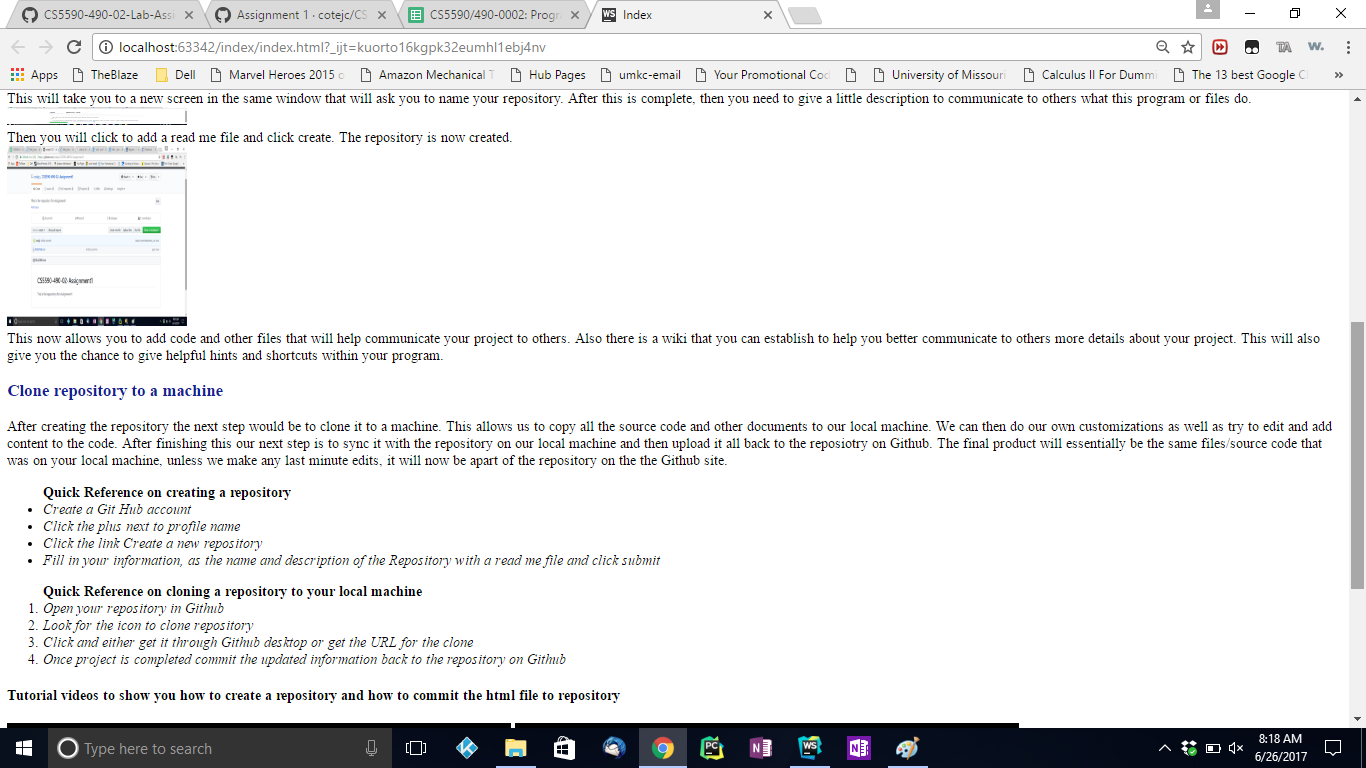 CS5590-490-02-Lab-Assi
Assignment 1 · cotejc/CS
CS5590/490-0002: Progr
WS Index
localhost:63342/index/index.html?_ijt=kuorto16kgpk32eumhl1ebj4nv
TA
W.
Apps
TheBlaze
Dell
Marvel Heroes 2015
Amazon Mechanical T
Hub Pages
umkc-email
Your Promotional Cod
University of Missouri
Calculus II For Dummi
The 13 best Google C
This will take you to a new screen in the same window that will ask you to name your repository. After this is complete, then you need to give a little description to communicate to others what this program or files do.
Then you will click to add a read me file and click create. The repository is now created.
CS5590-490-02-Assignment1
This now allows you to add code and other files that will help communicate your project to others. Also there is a wiki that you can establish to help you better communicate to others more details about your project. This will also
give you the chance to give helpful hints and shortcuts within your program.
Clone repository to a machine
After creating the repository the next step would be to clone it to a machine. This allows us to copy all the source code and other documents to our local machine. We can then do our own customizations as well as try to edit and add
content to the code. After finishing this our next step is to sync it with the repository on our local machine and then upload it all back to the reposiotry on Github. The final product will essentially be the same files/source code that
was on your local machine, unless we make any last minute edits, it will now be apart of the repository on the the Github site.
Quick Reference on creating a repository
• Create a Git Hub account
• Click the plus next to profile name
• Click the link Create a new repository
• Fill in your information, as the name and description of the Repository with a read me file and click submit
Quick Reference on cloning a repository to your local machine
1. Open your repository in Github
2. Look for the icon to clone repository
3. Click and either get it through Github desktop or get the URL for the clone
4. Once project is completed commit the updated information back to the repository on Github
Tutorial videos to show you how to create a repository and how to commit the html file to repository
Type here to search
PC
N
WS
N
8:18 AM
6/26/2017